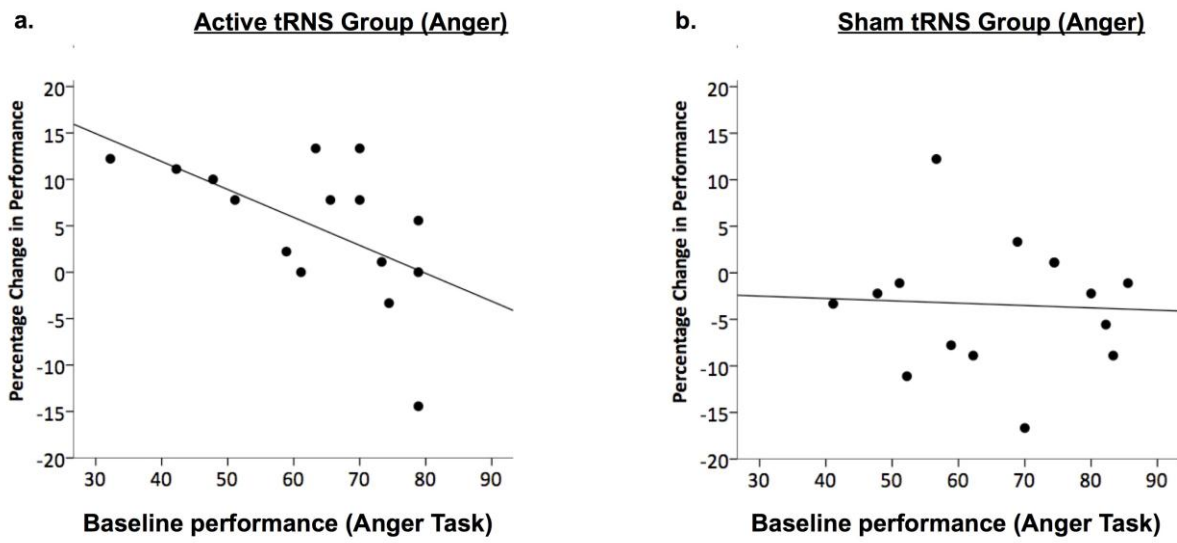 a.
Active tRNS Group (Anger)
Percentage Change in Performance
20
15
10
5
0
-5
-10
-15
-20
30 40 50 60 70 80 90
Baseline performance (Anger Task)
b.
Sham tRNS Group (Anger)
Percentage Change in Performance
20
15
10
5
0
-5
-10
-15
-20
30 40 50 60 70 80 90
Baseline performance (Anger Task)